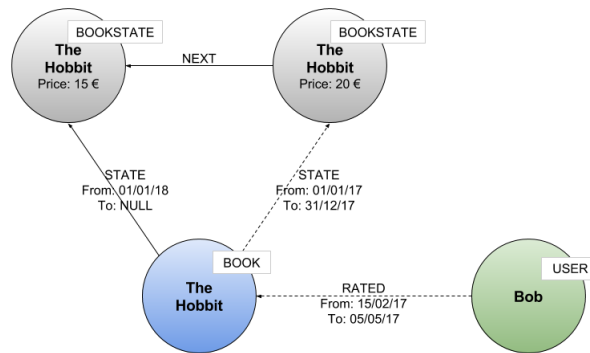 BOOKSTATE
The
Hobbit
Price: 15 €
NEXT
BOOKSTATE
The
Hobbit
Price: 20 €
STATE
From: 01/01/18
To: NULL
STATE
From: 01/01/17
To: 31/12/17
BOOK
The
Hobbit
RATED
From: 15/02/17
To: 05/05/17
USER
Bob